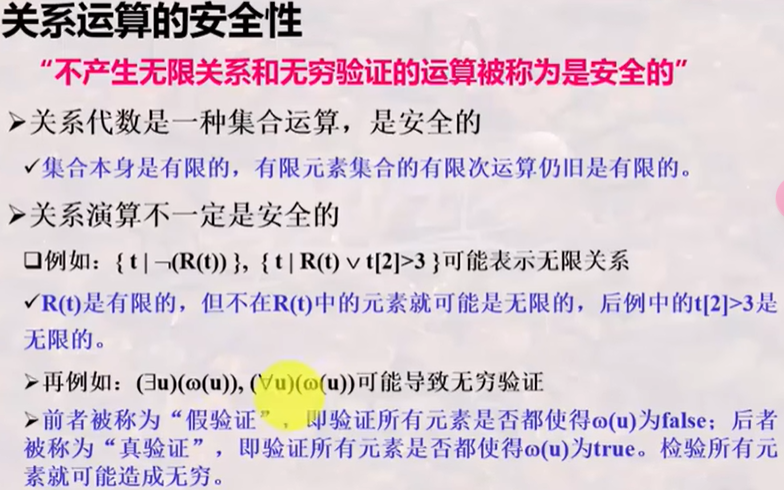 关系运算的安全性
“不产生无限关系和无穷验证的运算被称为是安全的”
➢关系代数是一种集合运算，是安全的
✓集合本身是有限的，有限元素集合的有限次运算仍旧是有限的。
➢关系演算不一定是安全的
❑例如：{ t | ¬(R(t)) }, { t | R(t) ∨ t[2]>3 }可能表示无限关系
✓R(t)是有限的，但不在R(t)中的元素就可能是无限的，后例中的t[2]>3是
无限的。
➢再例如：(∃u)(ω(u)), (∀u)(ω(u))可能导致无穷验证
➢前者被称为“假验证”，即验证所有元素是否都使得ω(u)为false；后者
被称为“真验证”，即验证所有元素是否都使得ω(u)为true。检验所有元
素就可能造成无穷。